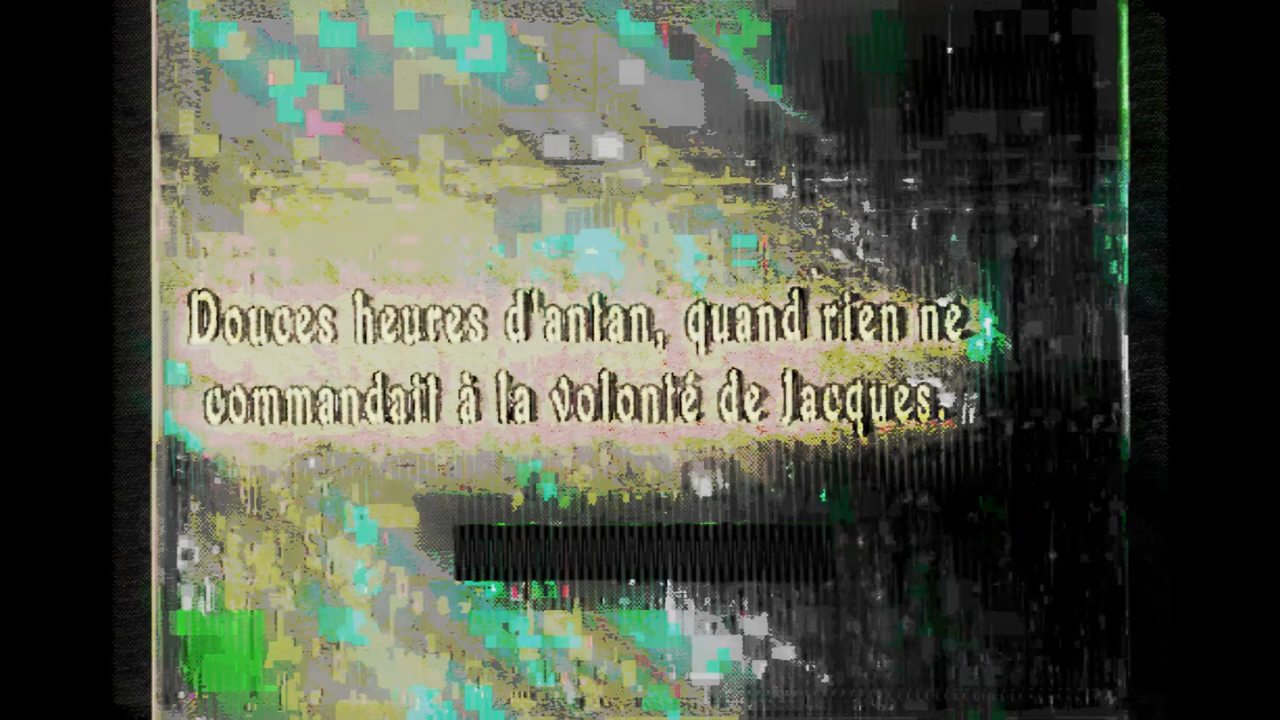 Douces heures d'antan, quand rien ne
commandait à la volonté de Jacques.